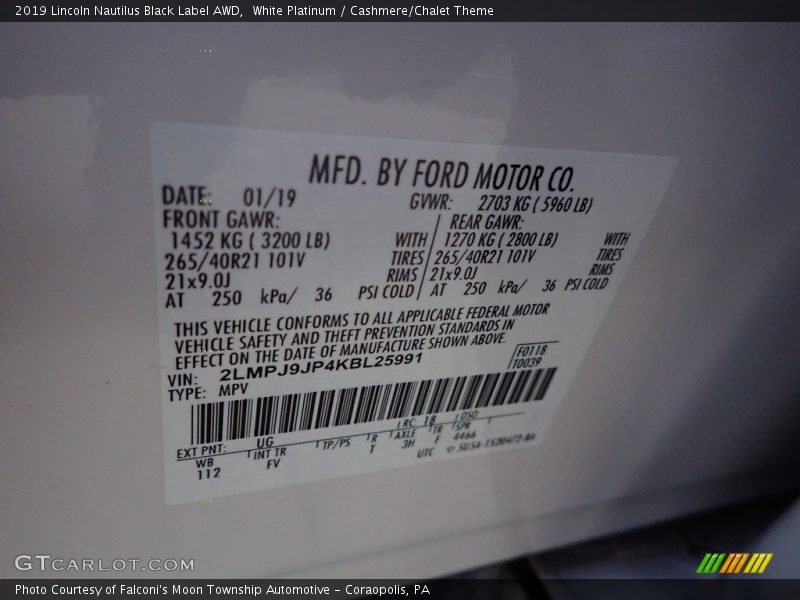 2019 Lincoln Nautilus Black Label AWD,  White Platinum / Cashmere/Chalet Theme
MFD. BY FORD MOTOR CO.
DATE: 01/19 GVWR: 2703 KG ( 5960 LB)
FRONT GAWR: REAR GAWR:
1452 KG ( 3200 LB) WITH 1270 KG ( 2800 LB) WITH
265/40R21 101V TIRES 265/40R21 101V TIRES
21x9.0J RIMS 21x9.0J RIMS
AT 250 kPa/ 36 PSI COLD AT 250 kPa/ 36 PSI COLD
THIS VEHICLE CONFORMS TO ALL APPLICABLE FEDERAL MOTOR
VEHICLE SAFETY AND THEFT PREVENTION STANDARDS IN
EFFECT ON THE DATE OF MANUFACTURE SHOWN ABOVE.
VIN: 2LMPJ9JP4KBL25991 F0118
TYPE: MPV T0039
EXT PNT: UG RC: 18 DSO:
WB INT TR TP/PS R AXLE TR SPR
112 FV T 3H F 4466
UTC
GTCARLOT.COM
Photo Courtesy of Falconi's Moon Township Automotive - Coraopolis, PA